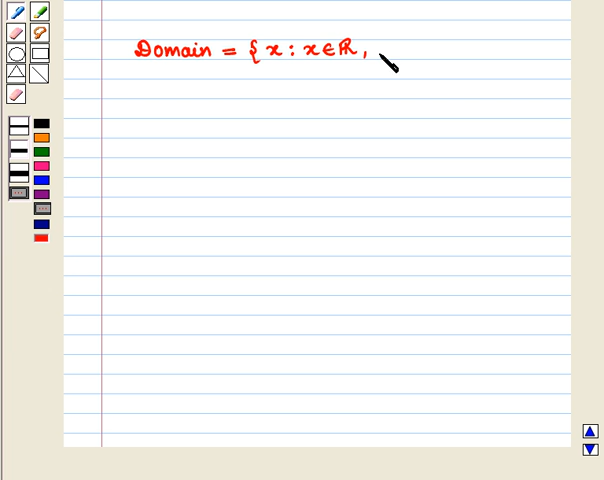 Domain = { x : x ∈ ℝ ,